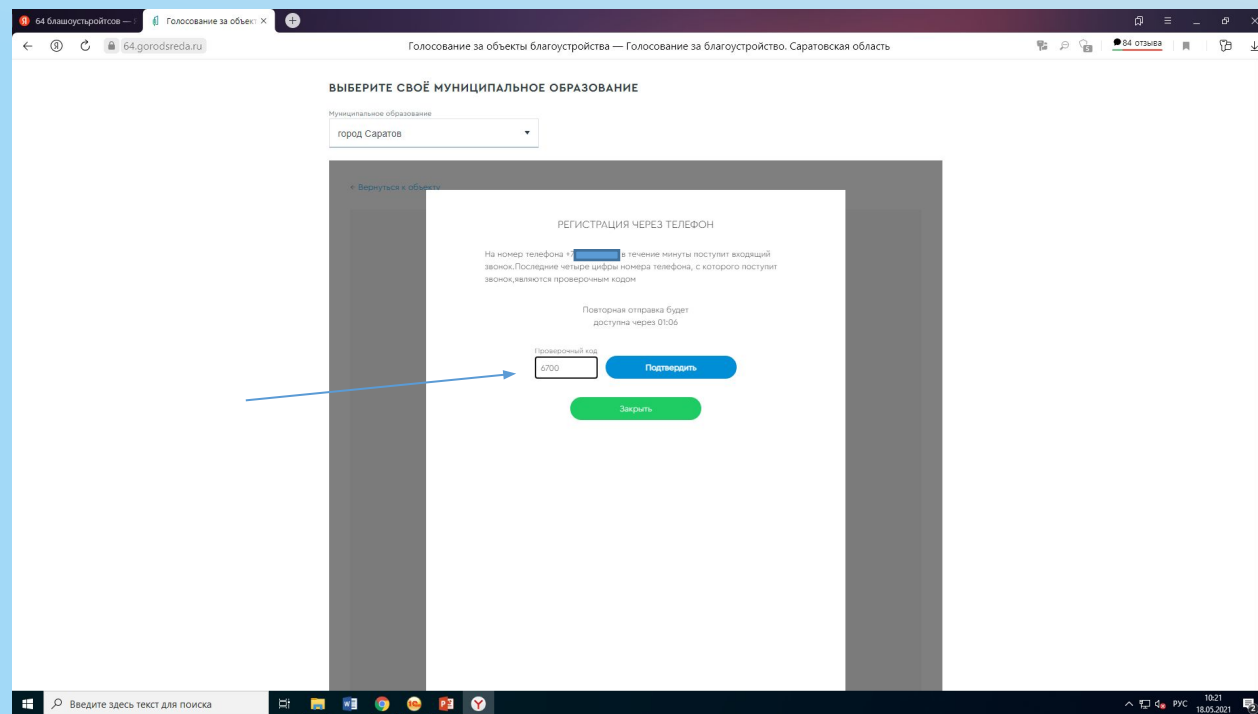 64 блашоустьройтсов —
Голосование за объект
64.gorodsreda.ru
Голосование за объекты благоустройства — Голосование за благоустройство. Саратовская область
84 отзыва
ВЫБЕРИТЕ СВОЁ МУНИЦИПАЛЬНОЕ ОБРАЗОВАНИЕ
Муниципальное образование
город Саратов
Вернуться к объекту
РЕГИСТРАЦИЯ ЧЕРЕЗ ТЕЛЕФОН
На номер телефона +7 в течение минуты поступит входящий
звонок.Последние четыре цифры номера телефона, с которого поступит
звонок,являются проверочным кодом
Повторная отправка будет
доступна через 01:06
Проверочный код
6700
Подтвердить
Закрыть
Введите здесь текст для поиска
РУС
10:21
18.05.2021